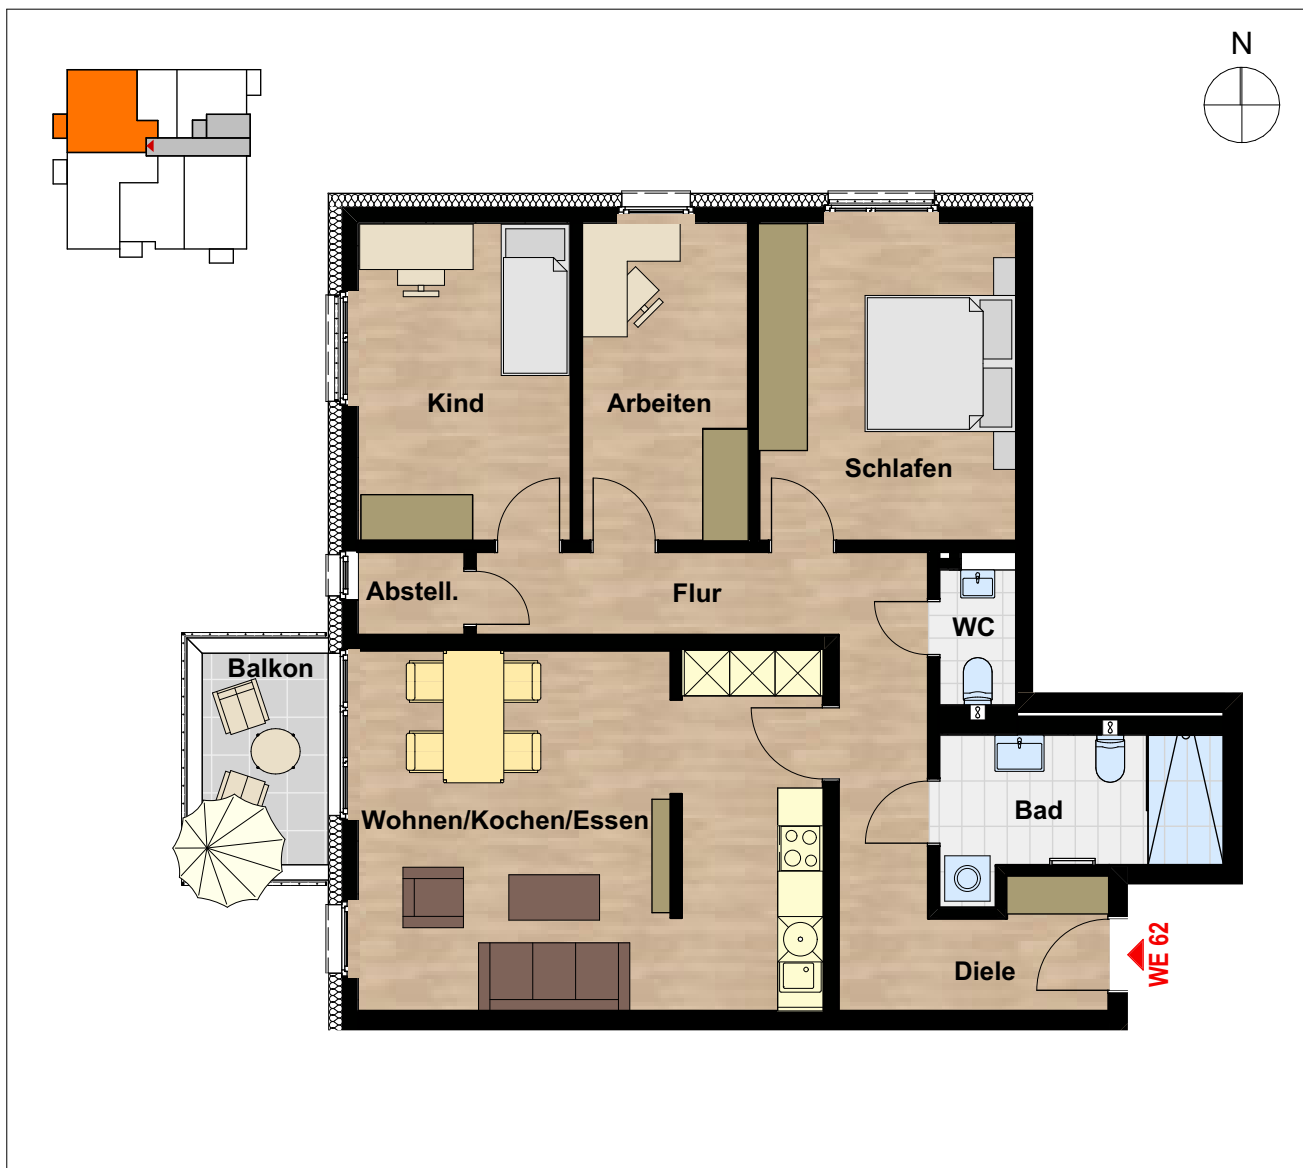 N
Kind
Arbeiten
Schlafen
Abstell.
Flur
WC
Balkon
Wohnen/Kochen/Essen
Bad
Diele
WE 62